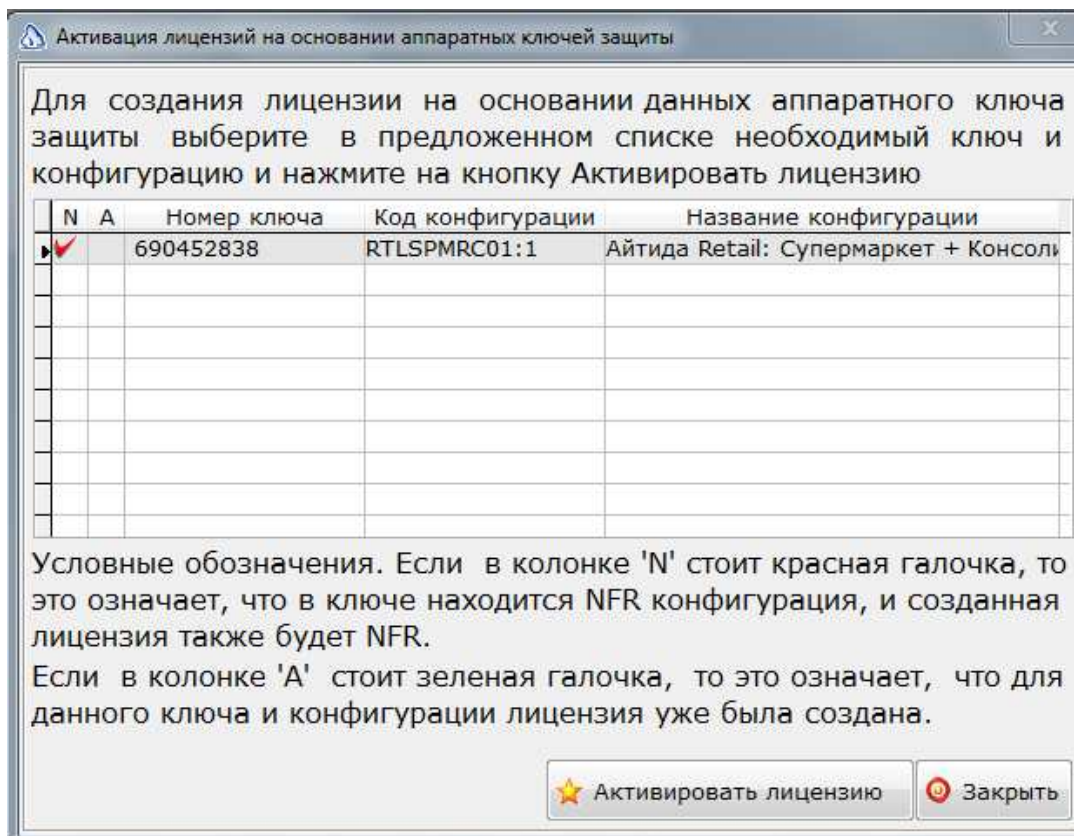 Активация лицензий на основании аппаратных ключей защиты
Для создания лицензии на основании данных аппаратного ключа
защиты выберите в предложенном списке необходимый ключ и
конфигурацию и нажмите на кнопку Активировать лицензию
N A Номер ключа Код конфигурации Название конфигурации
690452838 RTLSPMRC01:1 Айтида Retail: Супермаркет + Консоли
Условные обозначения. Если в колонке 'N' стоит красная галочка, то
это означает, что в ключе находится NFR конфигурация, и созданная
лицензия также будет NFR.
Если в колонке 'A' стоит зеленая галочка, то это означает, что для
данного ключа и конфигурации лицензия уже была создана.
Активировать лицензию Закрыть